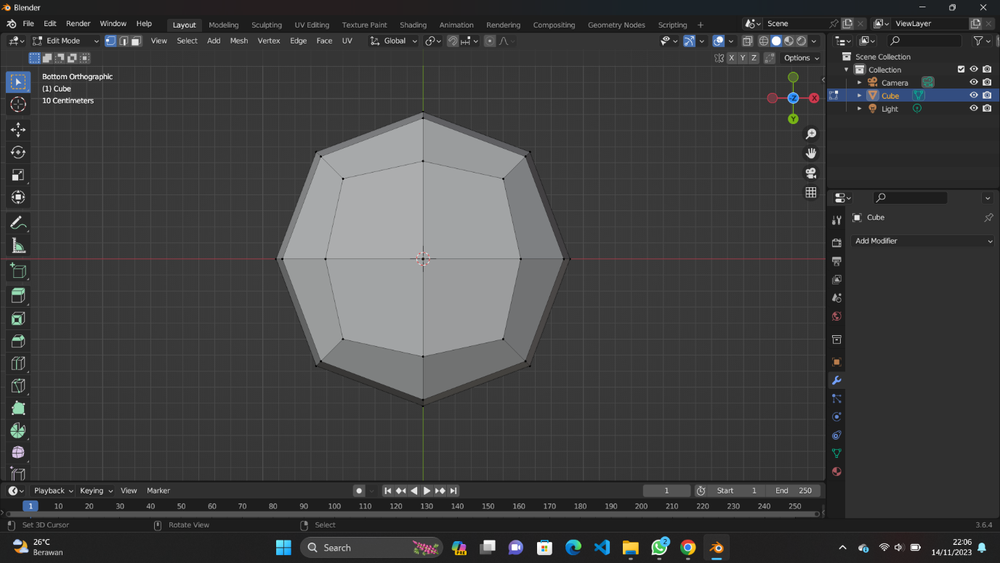 Blender
File Edit Render Window Help Layout Modeling Sculpting UV Editing Texture Paint Shading Animation Rendering Compositing Geometry Nodes Scripting + Scene ViewLayer
Edit Mode View Select Add Mesh Vertex Edge Face UV Global
X Y Z Options
Bottom Orthographic
(1) Cube
10 Centimeters
Z X
Y
Scene Collection
Collection
Camera
Cube
Light
Cube
Add Modifier
Playback Keying View Marker 1 Start 1 End 250
1 10 20 30 40 50 60 70 80 90 100 110 120 130 140 150 160 170 180 190 200 210 220 230 240 250
Set 3D Cursor Rotate View Select 3.6.4
26°C
Berawan
Search
PRE
2
22:06
14/11/2023